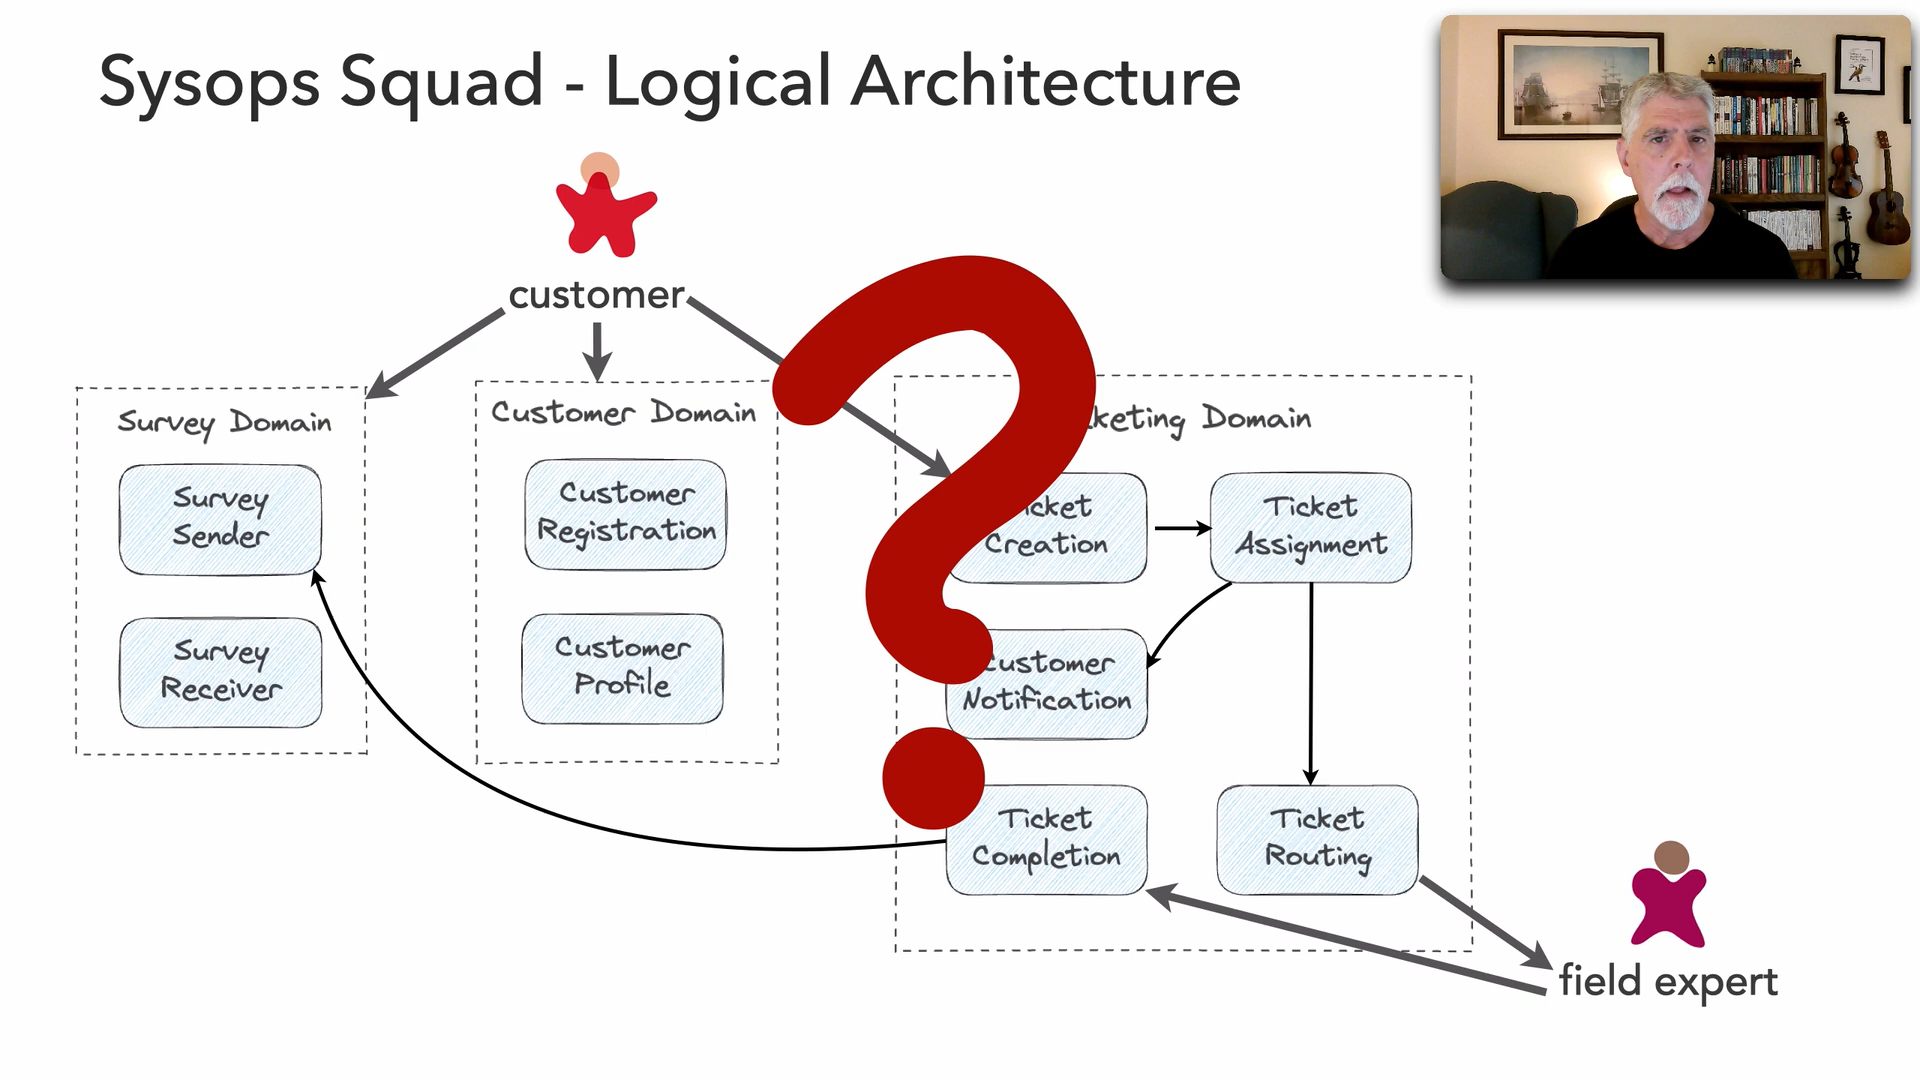 Sysops Squad - Logical Architecture
customer
Survey Domain
Survey
Sender
Survey
Receiver
Customer Domain
Customer
Registration
Customer
Profile
keting Domain
icket
Creation
Ticket
Assignment
Customer
Notification
Ticket
Completion
Ticket
Routing
field expert